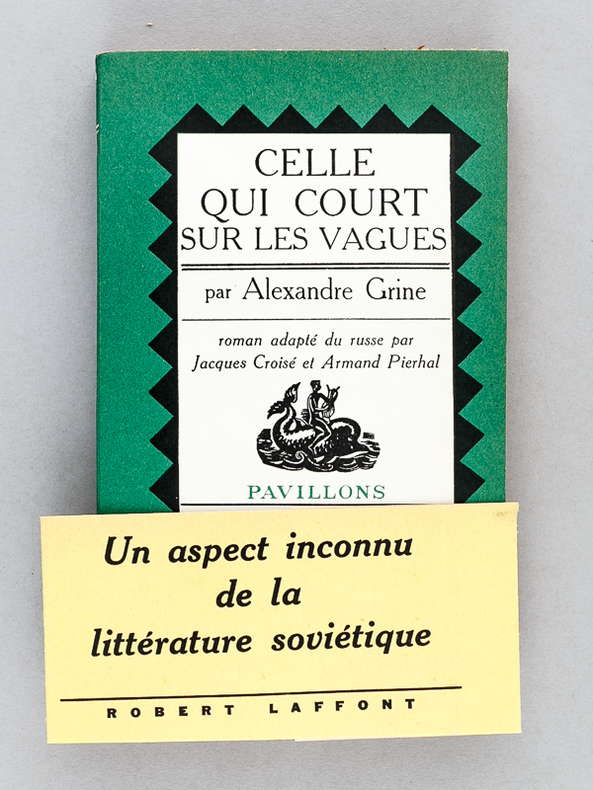 CELLE
QUI COURT
SUR LES VAGUES
par Alexandre Grine
roman adapté du russe par
Jacques Croisé et Armand Pierhal
PAVILLONS
Un aspect inconnu
de la
littérature soviétique
ROBERT LAFFONT